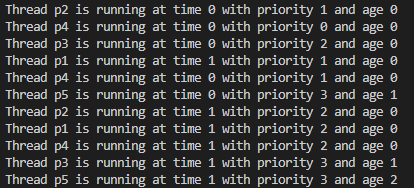 Thread p2 is running at time 0 with priority 1 and age 0
Thread p4 is running at time 0 with priority 0 and age 0
Thread p3 is running at time 0 with priority 2 and age 0
Thread p1 is running at time 1 with priority 1 and age 0
Thread p4 is running at time 0 with priority 1 and age 0
Thread p5 is running at time 0 with priority 3 and age 1
Thread p2 is running at time 1 with priority 2 and age 0
Thread p1 is running at time 1 with priority 2 and age 0
Thread p4 is running at time 1 with priority 2 and age 0
Thread p3 is running at time 1 with priority 3 and age 1
Thread p5 is running at time 1 with priority 3 and age 2